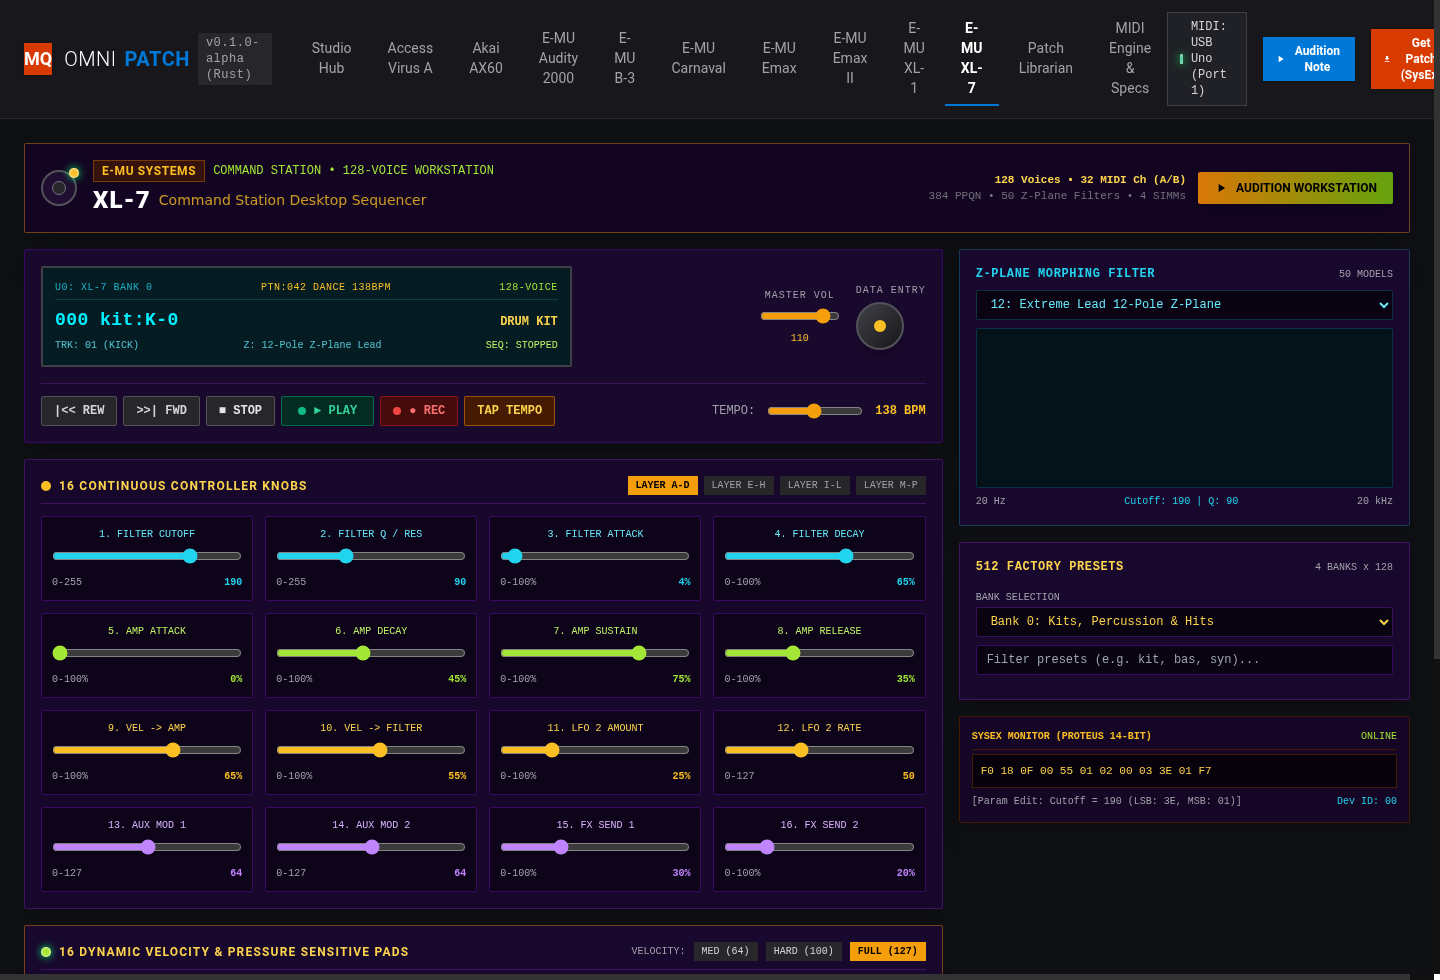 MQ OMNI PATCH
v0.1.0-
alpha
(Rust)
Studio
Hub
Access
Virus A
Akai
AX60
E-MU
Audity
2000
E-
MU
B-3
E-MU
Carnaval
E-MU
Emax
E-MU
Emax
II
E-
MU
XL-
1
E-
MU
XL-
7
Patch
Librarian
MIDI
Engine
&
Specs
MIDI:
USB
Uno
(Port
1)
Audition
Note
Get
Patch
(SysEx
E-MU SYSTEMS COMMAND STATION • 128-VOICE WORKSTATION
XL-7 Command Station Desktop Sequencer
128 Voices • 32 MIDI Ch (A/B)
384 PPQN • 50 Z-Plane Filters • 4 SIMMs
AUDITION WORKSTATION
U0: XL-7 BANK 0 PTN:042 DANCE 138BPM 128-VOICE
000 kit:K-0 DRUM KIT
TRK: 01 (KICK) Z: 12-Pole Z-Plane Lead SEQ: STOPPED
MASTER VOL
110
DATA ENTRY
|<< REW >>| FWD ■ STOP ► PLAY ● REC TAP TEMPO
TEMPO: 138 BPM
16 CONTINUOUS CONTROLLER KNOBS
LAYER A-D LAYER E-H LAYER I-L LAYER M-P
1. FILTER CUTOFF
0-255 190
2. FILTER Q / RES
0-255 90
3. FILTER ATTACK
0-100% 4%
4. FILTER DECAY
0-100% 65%
5. AMP ATTACK
0-100% 0%
6. AMP DECAY
0-100% 45%
7. AMP SUSTAIN
0-100% 75%
8. AMP RELEASE
0-100% 35%
9. VEL -> AMP
0-100% 65%
10. VEL -> FILTER
0-100% 55%
11. LFO 2 AMOUNT
0-100% 25%
12. LFO 2 RATE
0-127 50
13. AUX MOD 1
0-127 64
14. AUX MOD 2
0-127 64
15. FX SEND 1
0-100% 30%
16. FX SEND 2
0-100% 20%
16 DYNAMIC VELOCITY & PRESSURE SENSITIVE PADS
VELOCITY: MED (64) HARD (100) FULL (127)
Z-PLANE MORPHING FILTER 50 MODELS
12: Extreme Lead 12-Pole Z-Plane
20 Hz Cutoff: 190 | Q: 90 20 kHz
512 FACTORY PRESETS 4 BANKS x 128
BANK SELECTION
Bank 0: Kits, Percussion & Hits
Filter presets (e.g. kit, bas, syn)...
SYSEX MONITOR (PROTEUS 14-BIT) ONLINE
F0 18 0F 00 55 01 02 00 03 3E 01 F7
[Param Edit: Cutoff = 190 (LSB: 3E, MSB: 01)] Dev ID: 00